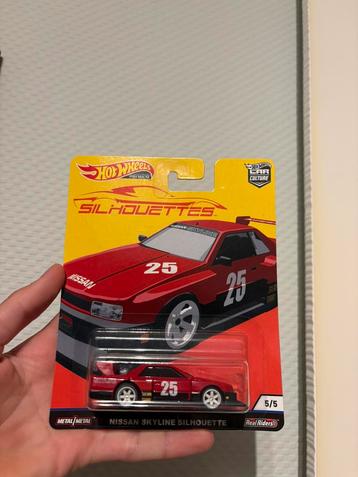 HOT WHEELS
CAR
CULTURE
SILHOUETTES
25
NISSAN
25
25
5/5
METAL/METAL
NISSAN SKYLINE SILHOUETTE
Real Riders